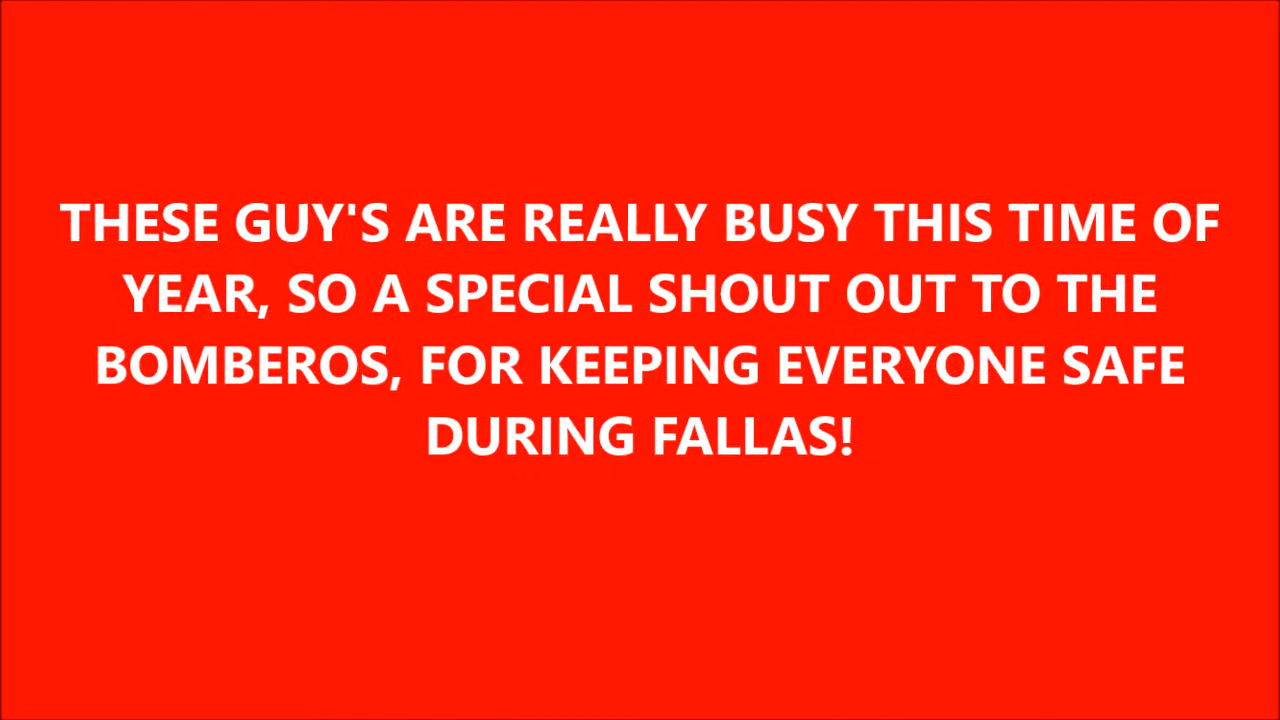 THESE GUY'S ARE REALLY BUSY THIS TIME OF
YEAR, SO A SPECIAL SHOUT OUT TO THE
BOMBEROS, FOR KEEPING EVERYONE SAFE
DURING FALLAS!